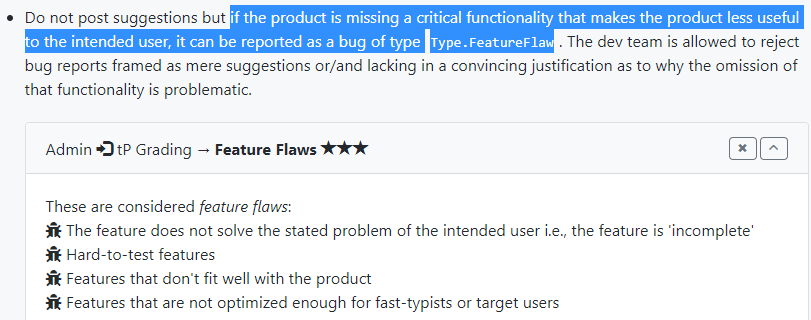 Do not post suggestions but if the product is missing a critical functionality that makes the product less useful
to the intended user, it can be reported as a bug of type Type.FeatureFlaw . The dev team is allowed to reject
bug reports framed as mere suggestions or/and lacking in a convincing justification as to why the omission of
that functionality is problematic.
Admin tP Grading → Feature Flaws ★★★
These are considered feature flaws:
The feature does not solve the stated problem of the intended user i.e., the feature is 'incomplete'
Hard-to-test features
Features that don't fit well with the product
Features that are not optimized enough for fast-typists or target users